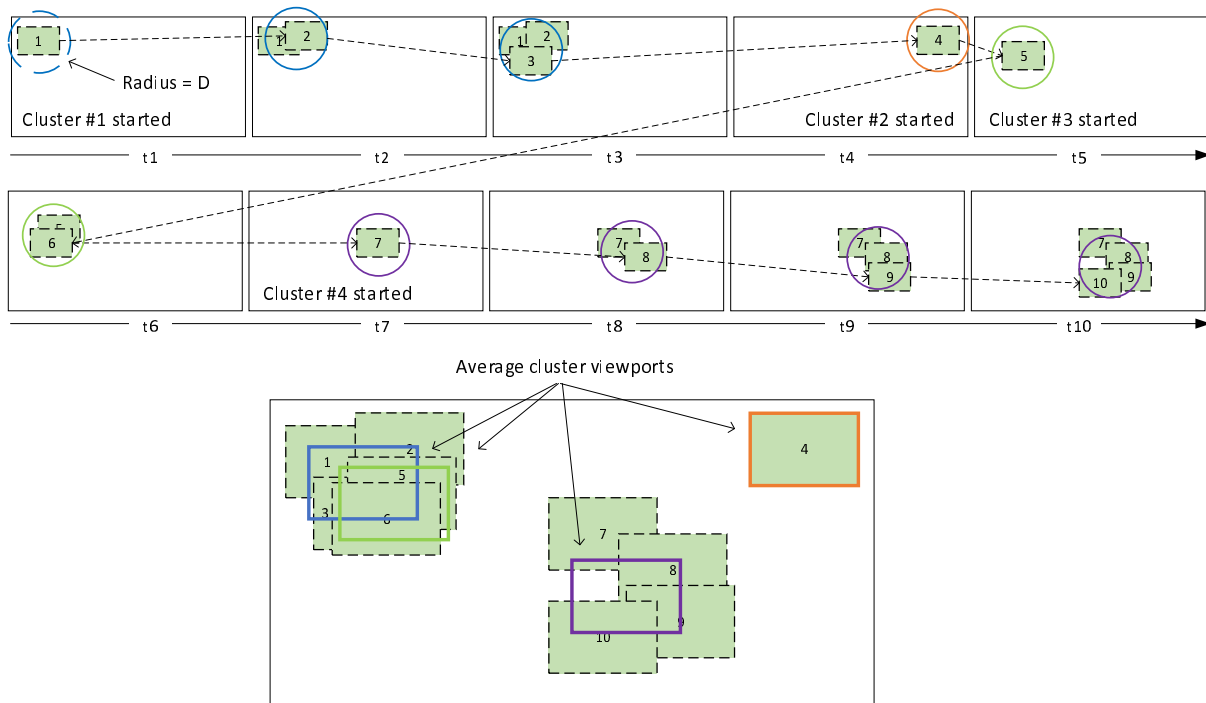 1
1
2
1
2
3
4
5
Radius = D
Cluster #1 started
Cluster #2 started
Cluster #3 started
t1
t2
t3
t4
t5
5
6
7
7
8
7
8
9
7
8
9
10
Cluster #4 started
t6
t7
t8
t9
t10
Average cluster viewports
1
2
3
5
6
4
7
8
9
10